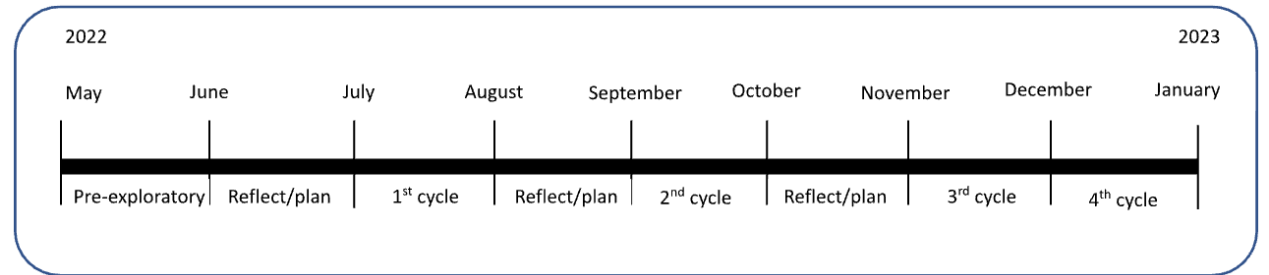 2022 2023
May June July August September October November December January
Pre-exploratory Reflect/plan 1st cycle Reflect/plan 2nd cycle Reflect/plan 3rd cycle 4th cycle